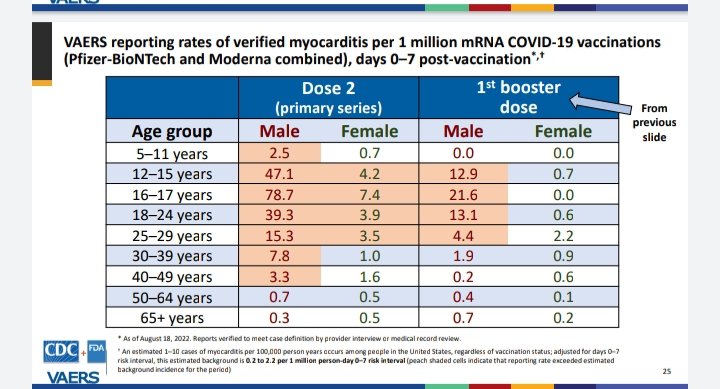 VAERS
VAERS reporting rates of verified myocarditis per 1 million mRNA COVID-19 vaccinations
(Pfizer-BioNTech and Moderna combined), days 0–7 post-vaccination*,†
Dose 2 1st booster
(primary series) dose
From
previous
slide
Age group Male Female Male Female
5–11 years 2.5 0.7 0.0 0.0
12–15 years 47.1 4.2 12.9 0.7
16–17 years 78.7 7.4 21.6 0.0
18–24 years 39.3 3.9 13.1 0.6
25–29 years 15.3 3.5 4.4 2.2
30–39 years 7.8 1.0 1.9 0.9
40–49 years 3.3 1.6 0.2 0.6
50–64 years 0.7 0.5 0.4 0.1
65+ years 0.3 0.5 0.7 0.2
* As of August 18, 2022. Reports verified to meet case definition by provider interview or medical record review.
† An estimated 1–10 cases of myocarditis per 100,000 person years occurs among people in the United States, regardless of vaccination status; adjusted for days 0–7
risk interval, this estimated background is 0.2 to 2.2 per 1 million person-day 0–7 risk interval (peach shaded cells indicate that reporting rate exceeded estimated
background incidence for the period)
CDC + FDA
VAERS
25